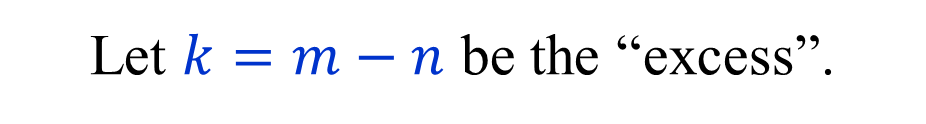 Let 𝑘 = 𝑚 − 𝑛 be the “excess”.